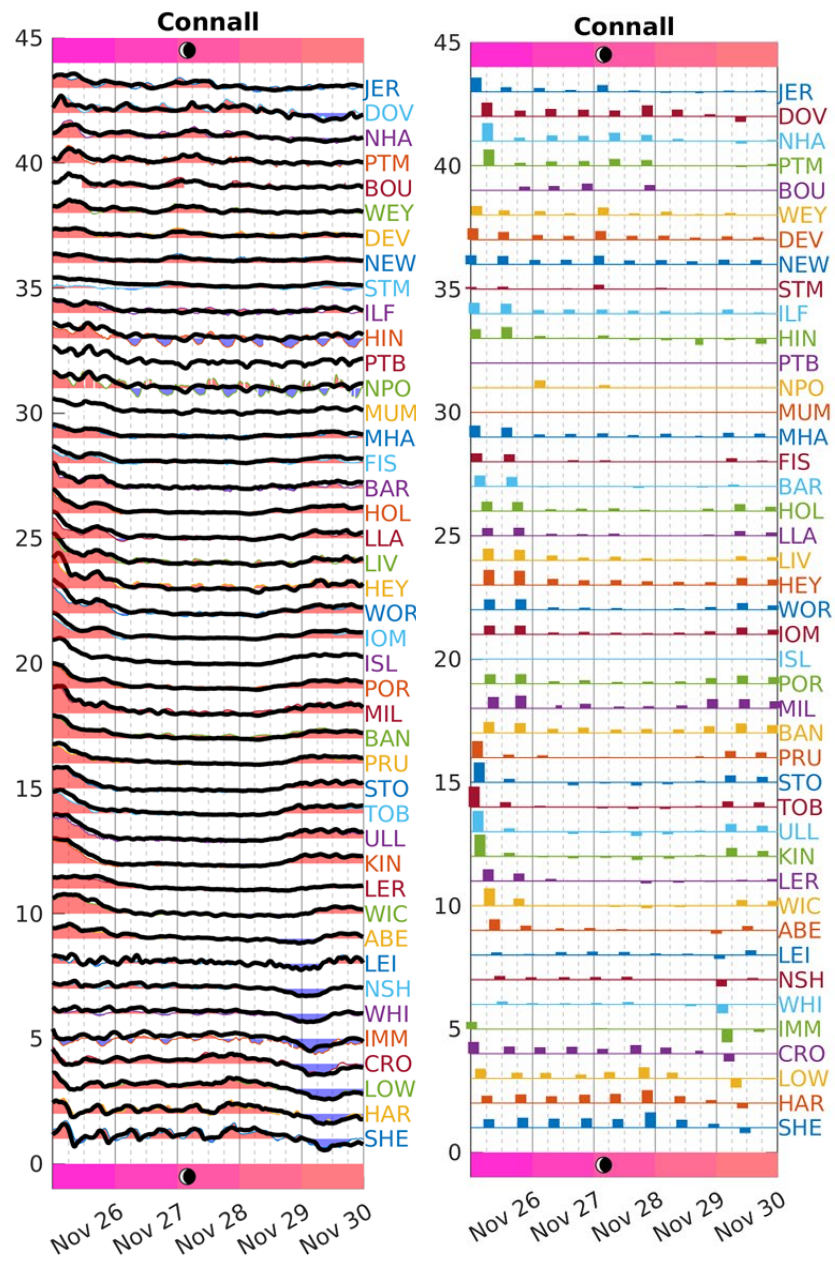 Connall
45
40
35
30
25
20
15
10
5
0
JER
DOV
NHA
PTM
BOU
WEY
DEV
NEW
STM
ILF
HIN
PTB
NPO
MUM
MHA
FIS
BAR
HOL
LLA
LIV
HEY
WOR
IOM
ISL
POR
MIL
BAN
PRU
STO
TOB
ULL
KIN
LER
WIC
ABE
LEI
NSH
WHI
IMM
CRO
LOW
HAR
SHE
Nov 26
Nov 27
Nov 28
Nov 29
Nov 30
Connall
45
40
35
30
25
20
15
10
5
0
JER
DOV
NHA
PTM
BOU
WEY
DEV
NEW
STM
ILF
HIN
PTB
NPO
MUM
MHA
FIS
BAR
HOL
LLA
LIV
HEY
WOR
IOM
ISL
POR
MIL
BAN
PRU
STO
TOB
ULL
KIN
LER
WIC
ABE
LEI
NSH
WHI
IMM
CRO
LOW
HAR
SHE
Nov 26
Nov 27
Nov 28
Nov 29
Nov 30